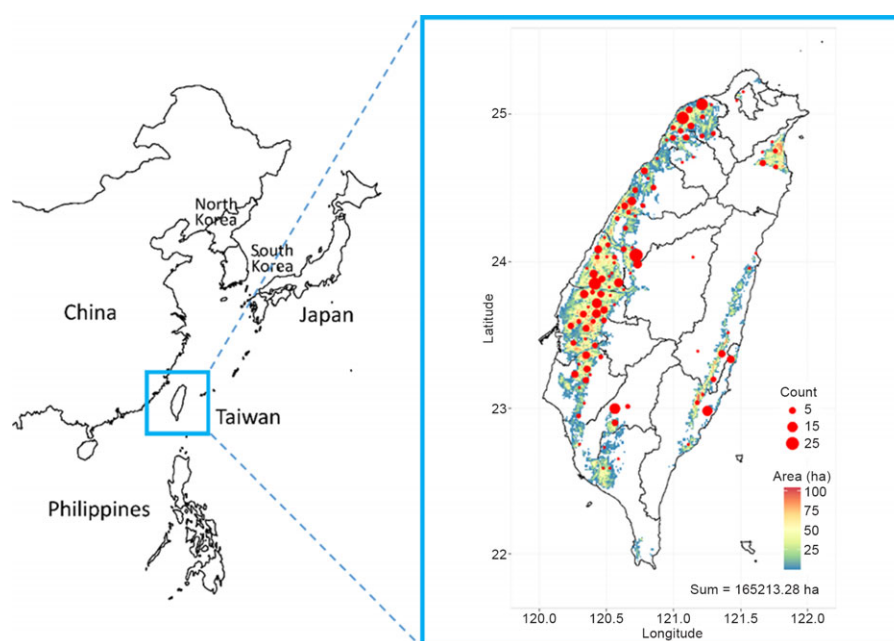 North
Korea
South
Korea
China
Japan
Taiwan
Philippines
25
24
23
22
Latitude
Count
5
15
25
Area (ha)
100
75
50
25
Sum = 165213.28 ha
120.0 120.5 121.0 121.5 122.0
Longitude